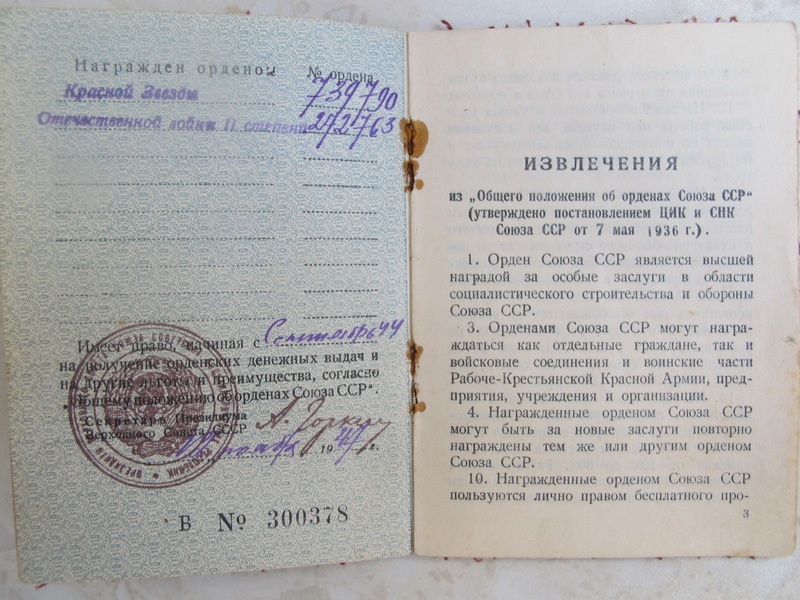 Награжден орденом № ордена
Красной Звезды 739790
Отечественной войны II степени 272763
Имеет право, начиная с Сентябрь 44
на получение орденских денежных выдач и
на другие льготы и преимущества, согласно
"Общему положению об орденах Союза ССР".
Секретарь Президиума
Верховного Совета СССР А. Горкин
1947 г.
Б № 300378
ИЗВЛЕЧЕНИЯ
из „Общего положения об орденах Союза ССР“
(утверждено постановлением ЦИК и СНК
Союза ССР от 7 мая 1936 г.).
1. Орден Союза ССР является высшей
наградой за особые заслуги в области
социалистического строительства и обороны
Союза ССР.
3. Орденами Союза ССР могут награ-
ждаться как отдельные граждане, так и
войсковые соединения и воинские части
Рабоче-Крестьянской Красной Армии, пред-
приятия, учреждения и организации.
4. Награжденные орденом Союза ССР
могут быть за новые заслуги повторно
награждены тем же или другим орденом
Союза ССР.
10. Награжденные орденом Союза ССР
пользуются лично правом бесплатного про-
3